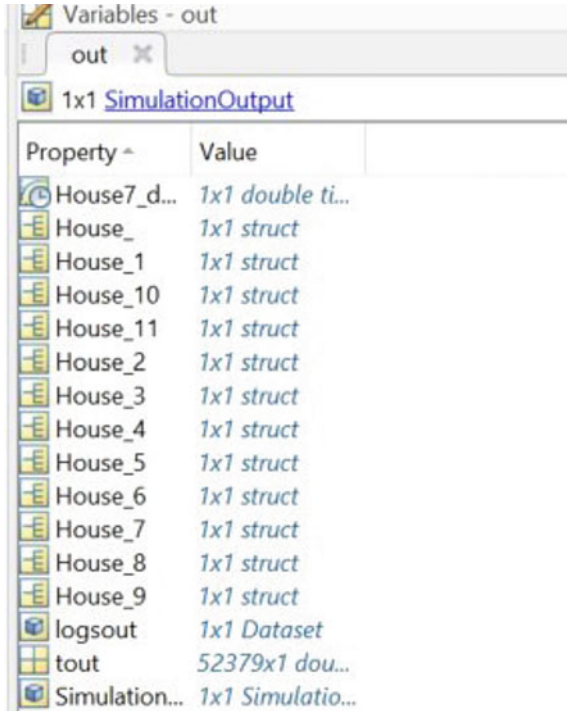 Variables - out
out
1x1 SimulationOutput
Property Value
House7_d... 1x1 double ti...
House_ 1x1 struct
House_1 1x1 struct
House_10 1x1 struct
House_11 1x1 struct
House_2 1x1 struct
House_3 1x1 struct
House_4 1x1 struct
House_5 1x1 struct
House_6 1x1 struct
House_7 1x1 struct
House_8 1x1 struct
House_9 1x1 struct
logsout 1x1 Dataset
tout 52379x1 dou...
Simulation... 1x1 Simulatio...